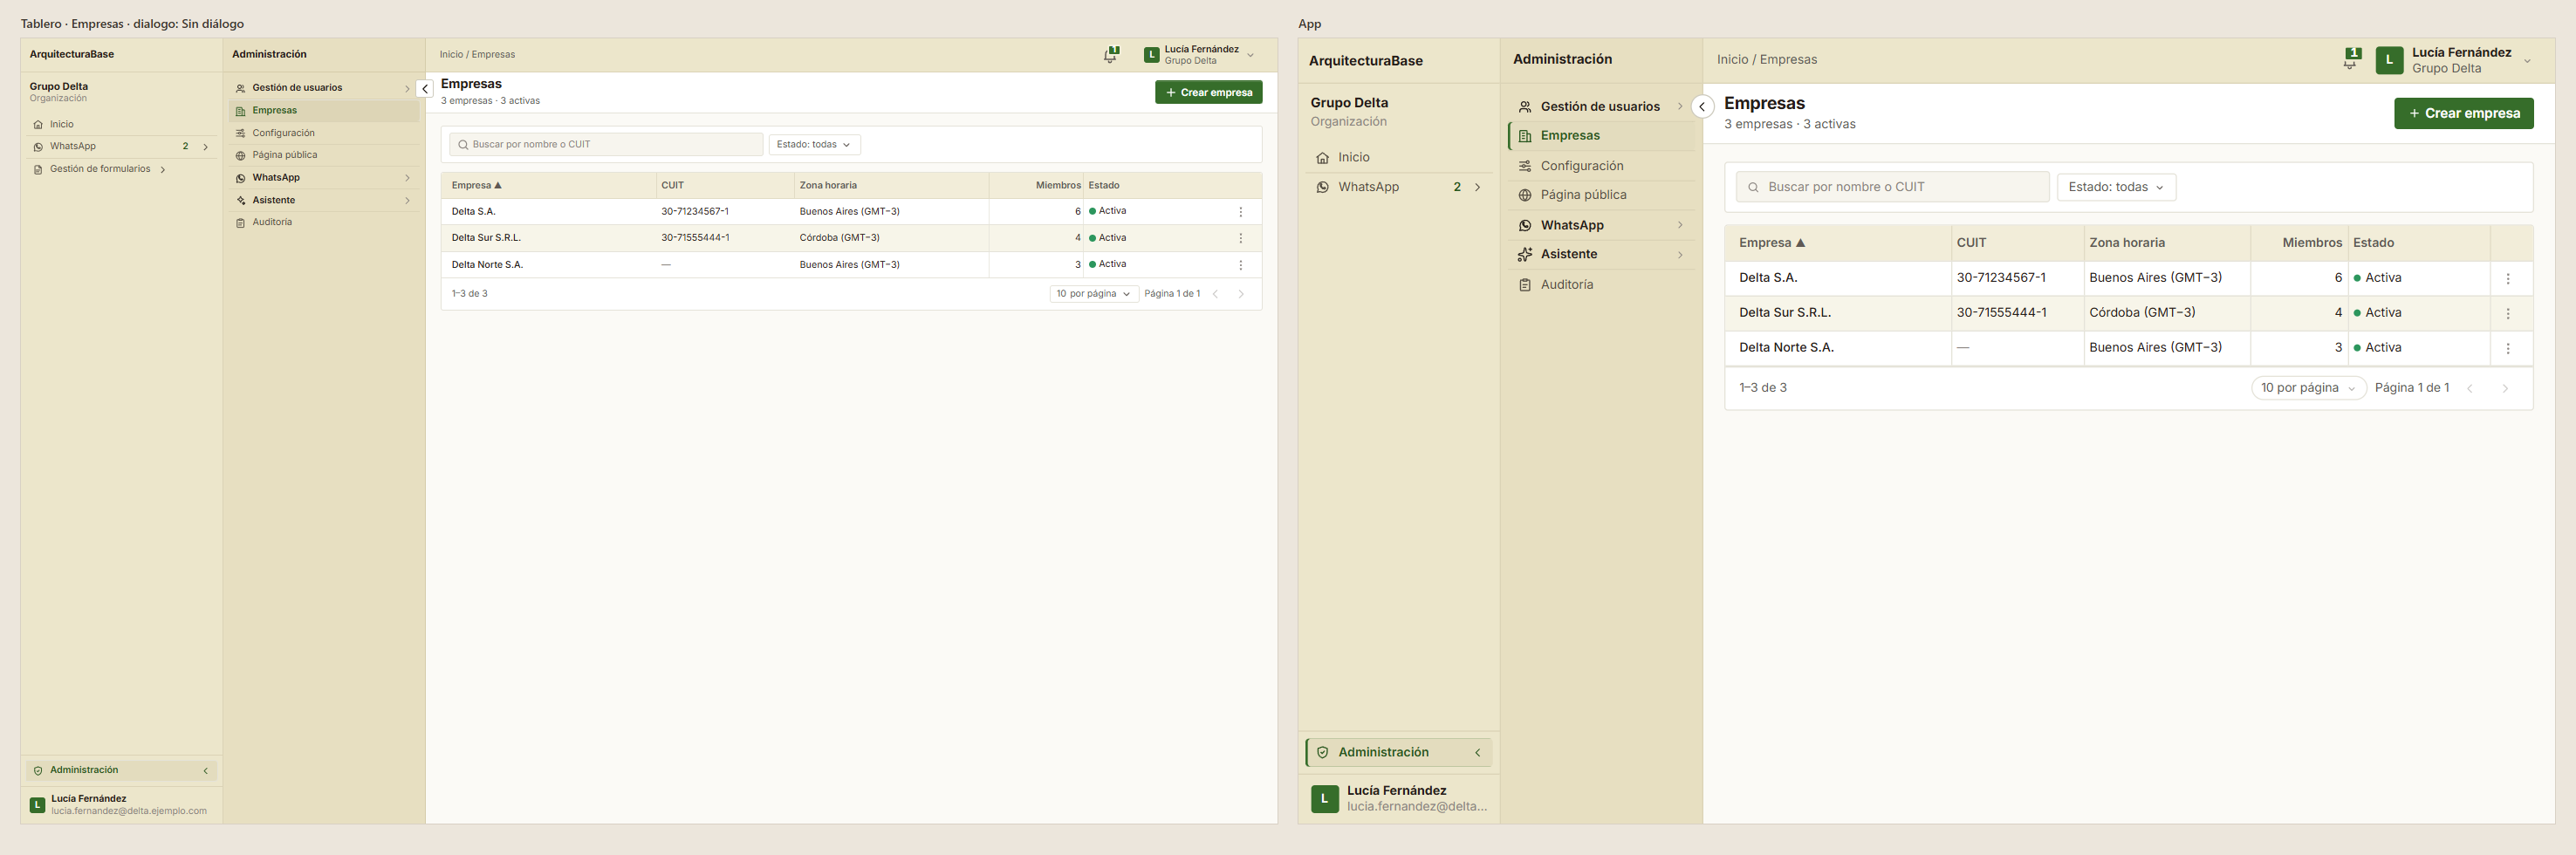 Tablero · Empresas · dialogo: Sin diálogo
ArquitecturaBase
Grupo Delta
Organización
Inicio
WhatsApp 2
Gestión de formularios
Administración
Lucía Fernández
L
lucia.fernandez@delta.ejemplo.com
Administración
Gestión de usuarios
Empresas
Configuración
Página pública
WhatsApp
Asistente
Auditoría
Inicio / Empresas
1
L
Lucía Fernández
Grupo Delta
Empresas
3 empresas · 3 activas
+ Crear empresa
Buscar por nombre o CUIT
Estado: todas
Empresa ▲ CUIT Zona horaria Miembros Estado
Delta S.A. 30-71234567-1 Buenos Aires (GMT−3) 6 Activa
Delta Sur S.R.L. 30-71555444-1 Córdoba (GMT−3) 4 Activa
Delta Norte S.A. — Buenos Aires (GMT−3) 3 Activa
1–3 de 3 10 por página Página 1 de 1
App
ArquitecturaBase
Grupo Delta
Organización
Inicio
WhatsApp 2
Administración
L
Lucía Fernández
lucia.fernandez@delta...
Administración
Gestión de usuarios
Empresas
Configuración
Página pública
WhatsApp
Asistente
Auditoría
Inicio / Empresas
1
L
Lucía Fernández
Grupo Delta
Empresas
3 empresas · 3 activas
+ Crear empresa
Buscar por nombre o CUIT
Estado: todas
Empresa ▲ CUIT Zona horaria Miembros Estado
Delta S.A. 30-71234567-1 Buenos Aires (GMT−3) 6 Activa
Delta Sur S.R.L. 30-71555444-1 Córdoba (GMT−3) 4 Activa
Delta Norte S.A. — Buenos Aires (GMT−3) 3 Activa
1–3 de 3 10 por página Página 1 de 1